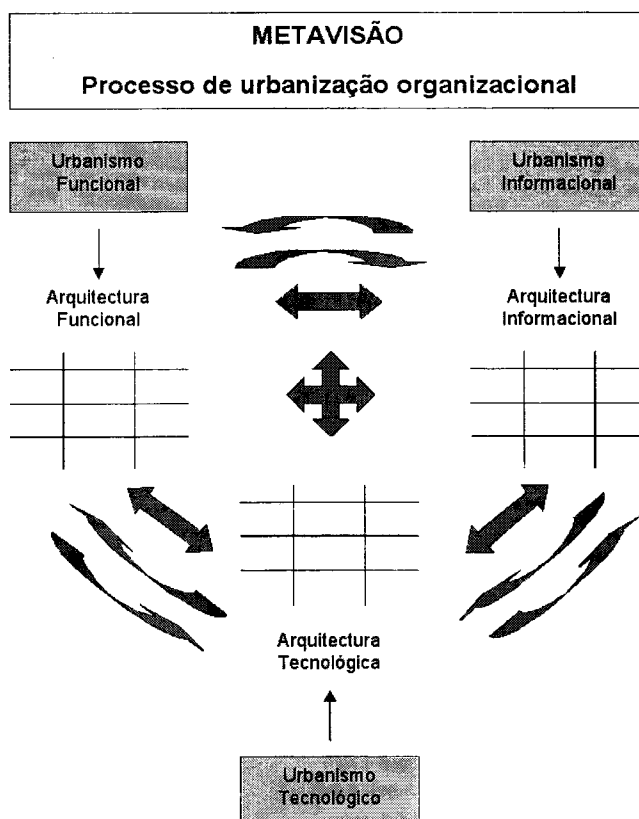 METAVISÃO
Processo de urbanização organizacional
Urbanismo
Funcional
Urbanismo
Informacional
Arquitectura
Funcional
Arquitectura
Informacional
Arquitectura
Tecnológica
Urbanismo
Tecnológico